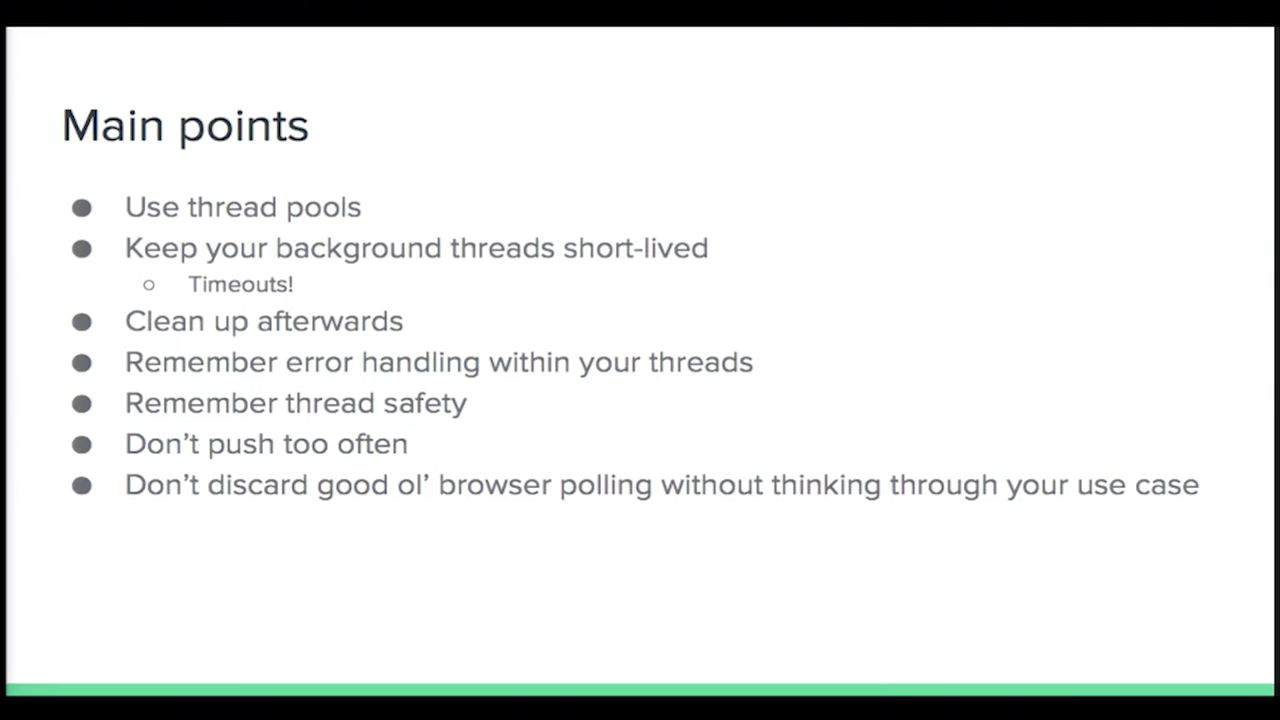 Main points
● Use thread pools
● Keep your background threads short-lived
○ Timeouts!
● Clean up afterwards
● Remember error handling within your threads
● Remember thread safety
● Don’t push too often
● Don’t discard good ol’ browser polling without thinking through your use case